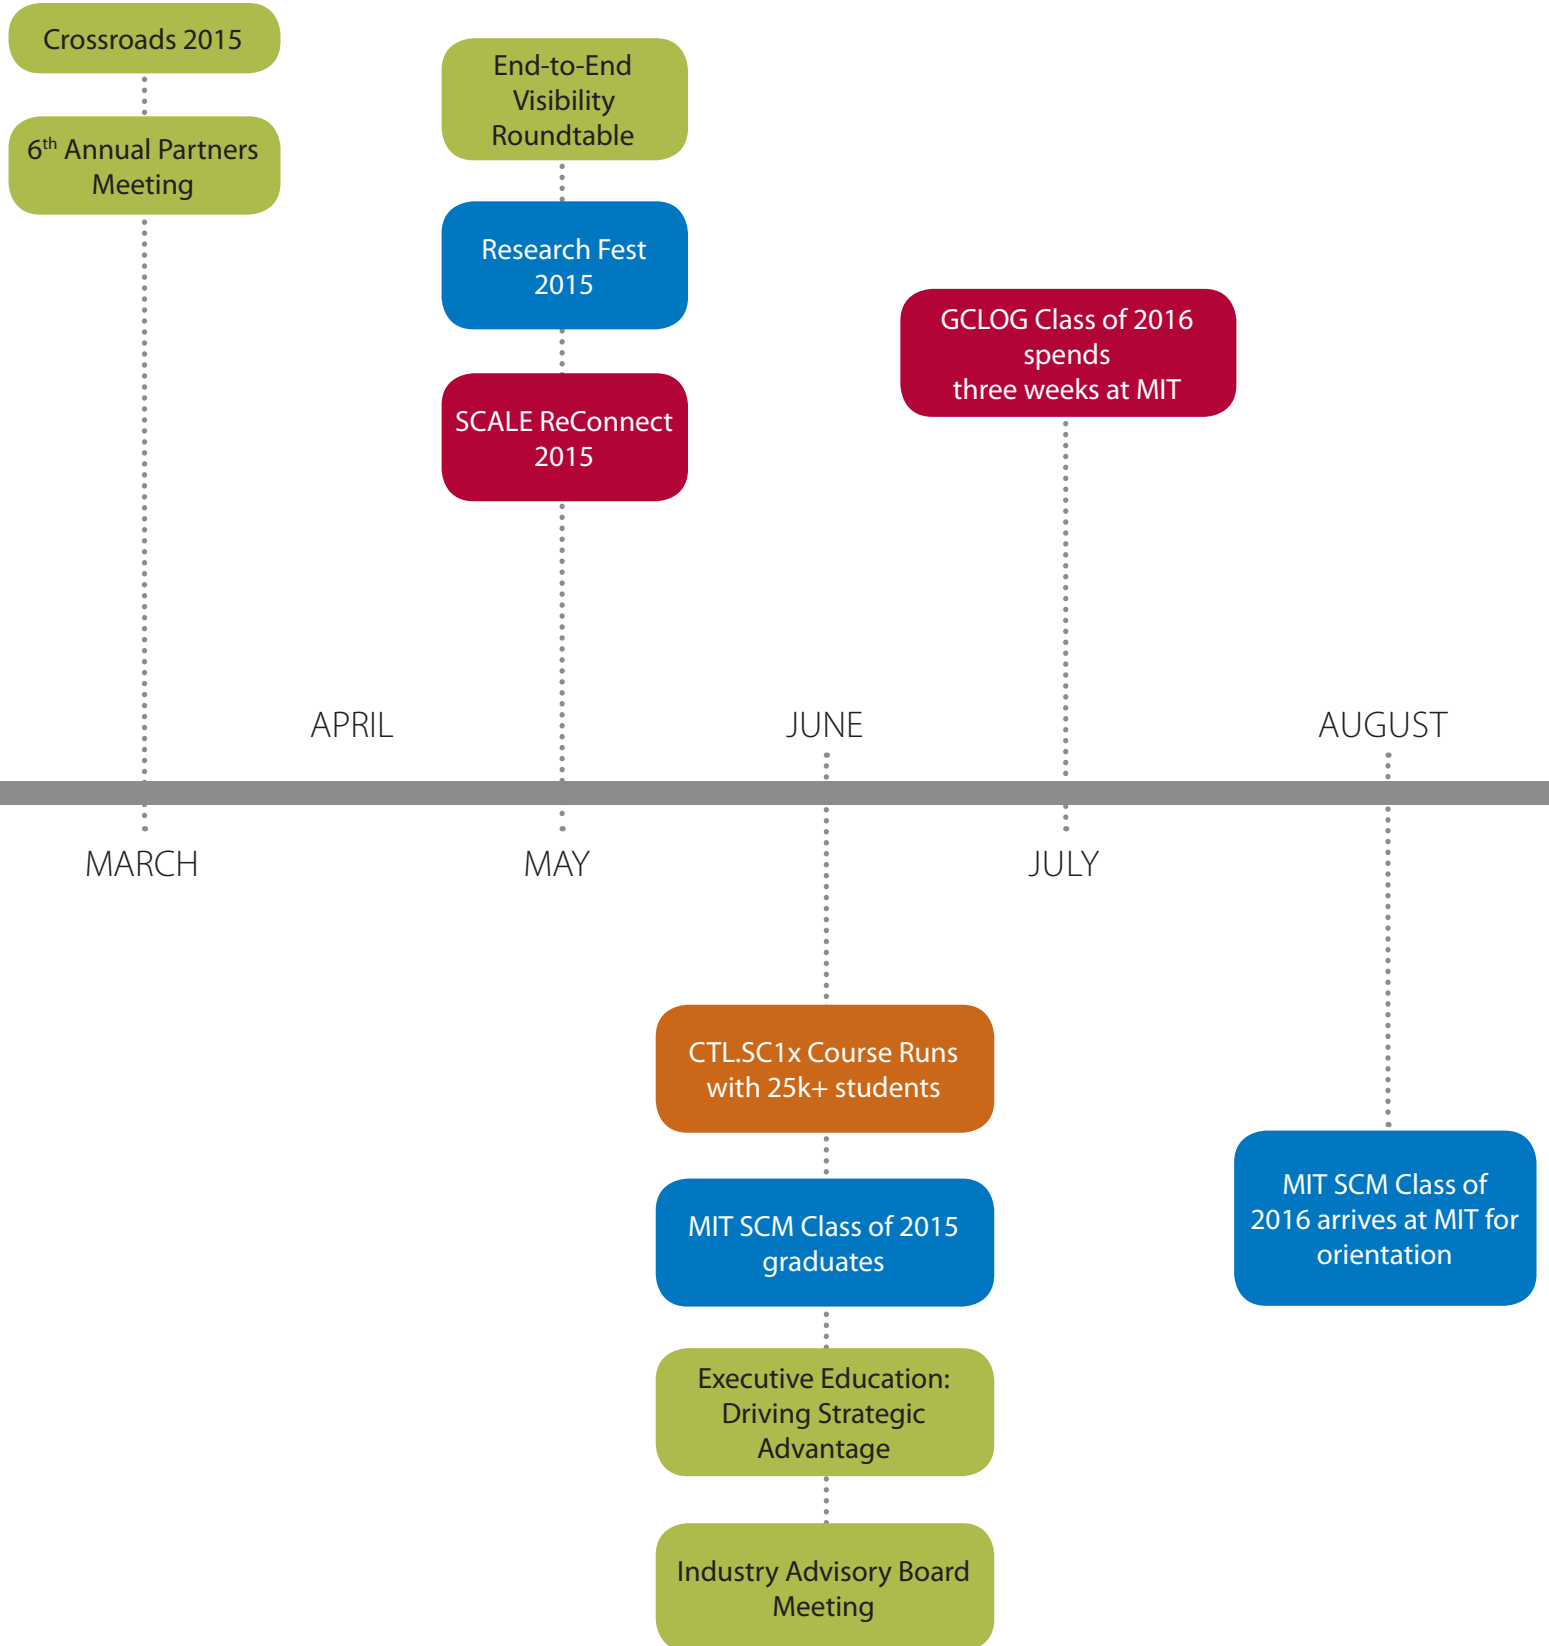 Crossroads 2015
6th Annual Partners
Meeting
End-to-End
Visibility
Roundtable
Research Fest
2015
SCALE ReConnect
2015
GCLOG Class of 2016
spends
three weeks at MIT
APRIL
JUNE
AUGUST
MARCH
MAY
JULY
CTL.SC1x Course Runs
with 25k+ students
MIT SCM Class of 2015
graduates
Executive Education:
Driving Strategic
Advantage
Industry Advisory Board
Meeting
MIT SCM Class of
2016 arrives at MIT for
orientation